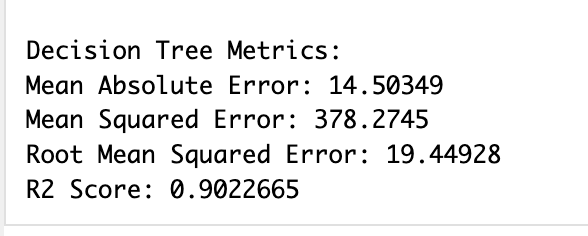 Decision Tree Metrics:
Mean Absolute Error: 14.50349
Mean Squared Error: 378.2745
Root Mean Squared Error: 19.44928
R2 Score: 0.9022665